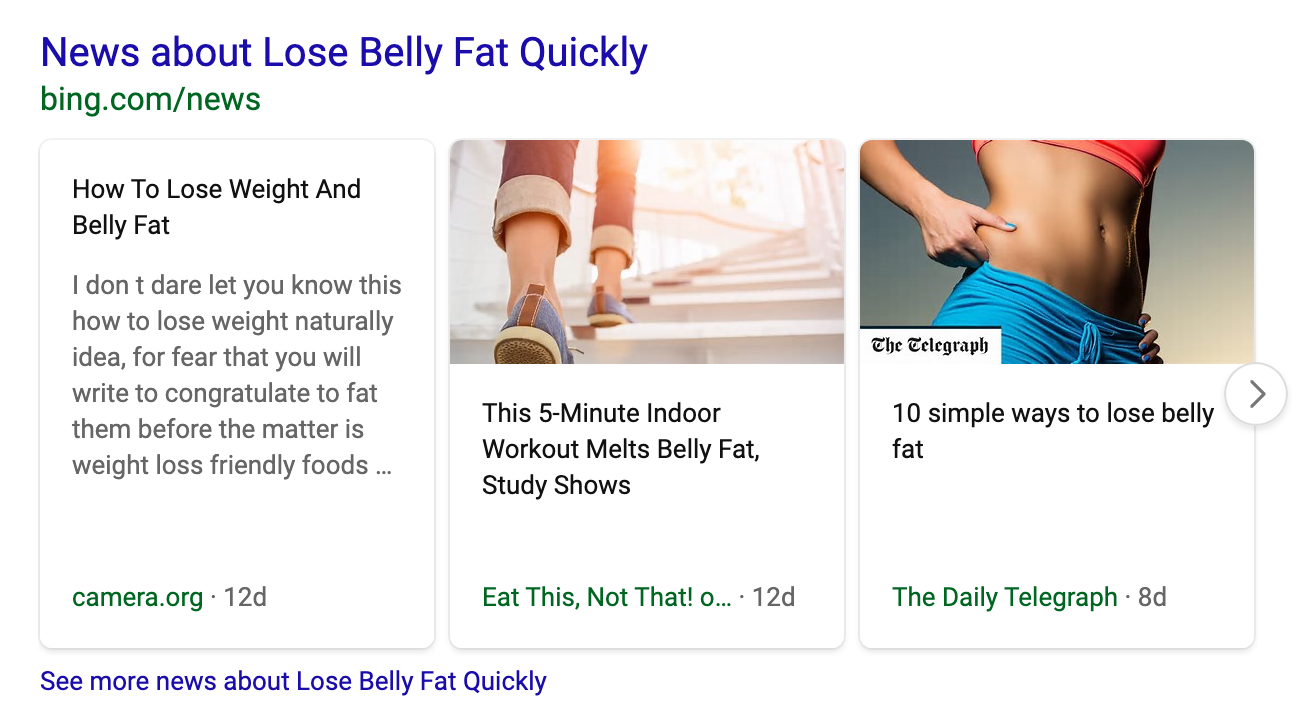 News about Lose Belly Fat Quickly
bing.com/news
How To Lose Weight And
Belly Fat
I don t dare let you know this
how to lose weight naturally
idea, for fear that you will
write to congratulate to fat
them before the matter is
weight loss friendly foods ...
camera.org · 12d
This 5-Minute Indoor
Workout Melts Belly Fat,
Study Shows
Eat This, Not That! o... · 12d
The Telegraph
10 simple ways to lose belly
fat
The Daily Telegraph · 8d
See more news about Lose Belly Fat Quickly